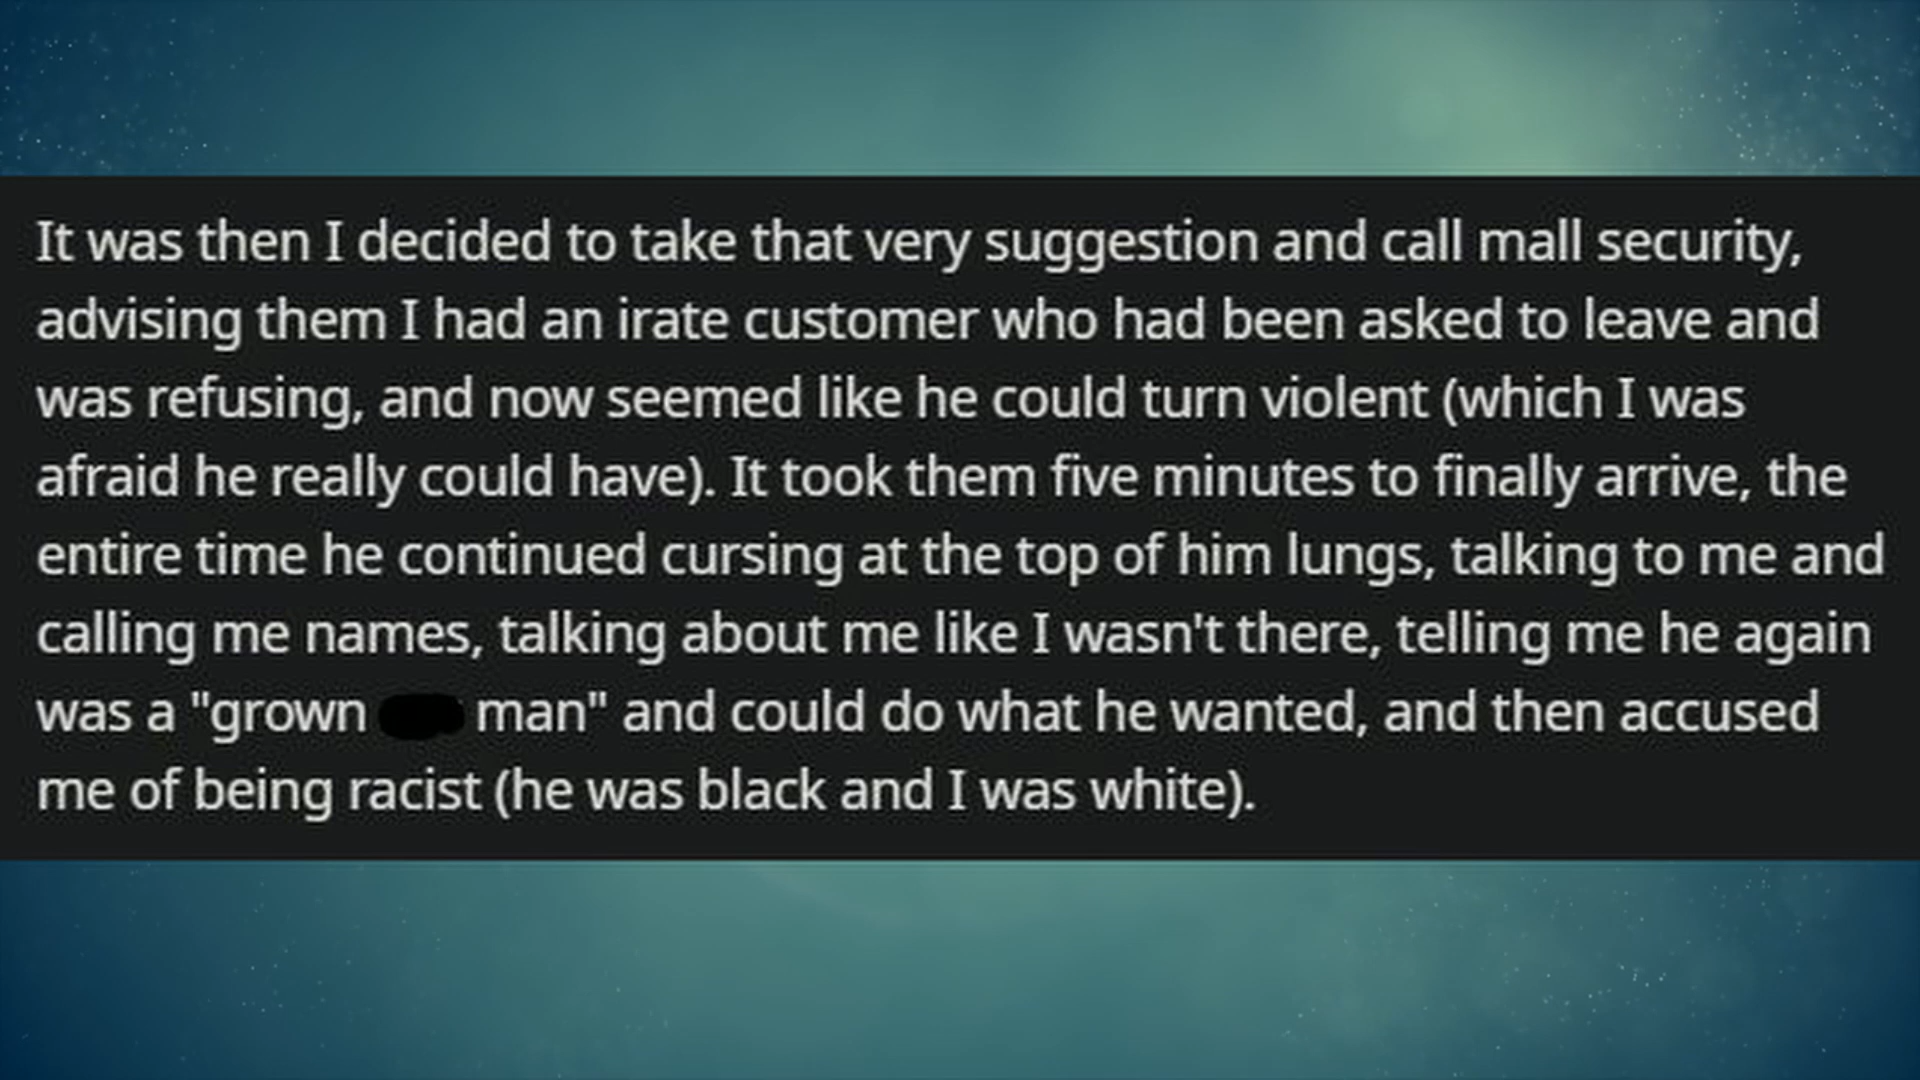 It was then I decided to take that very suggestion and call mall security,
advising them I had an irate customer who had been asked to leave and
was refusing, and now seemed like he could turn violent (which I was
afraid he really could have). It took them five minutes to finally arrive, the
entire time he continued cursing at the top of him lungs, talking to me and
calling me names, talking about me like I wasn't there, telling me he again
was a "grown man" and could do what he wanted, and then accused
me of being racist (he was black and I was white).